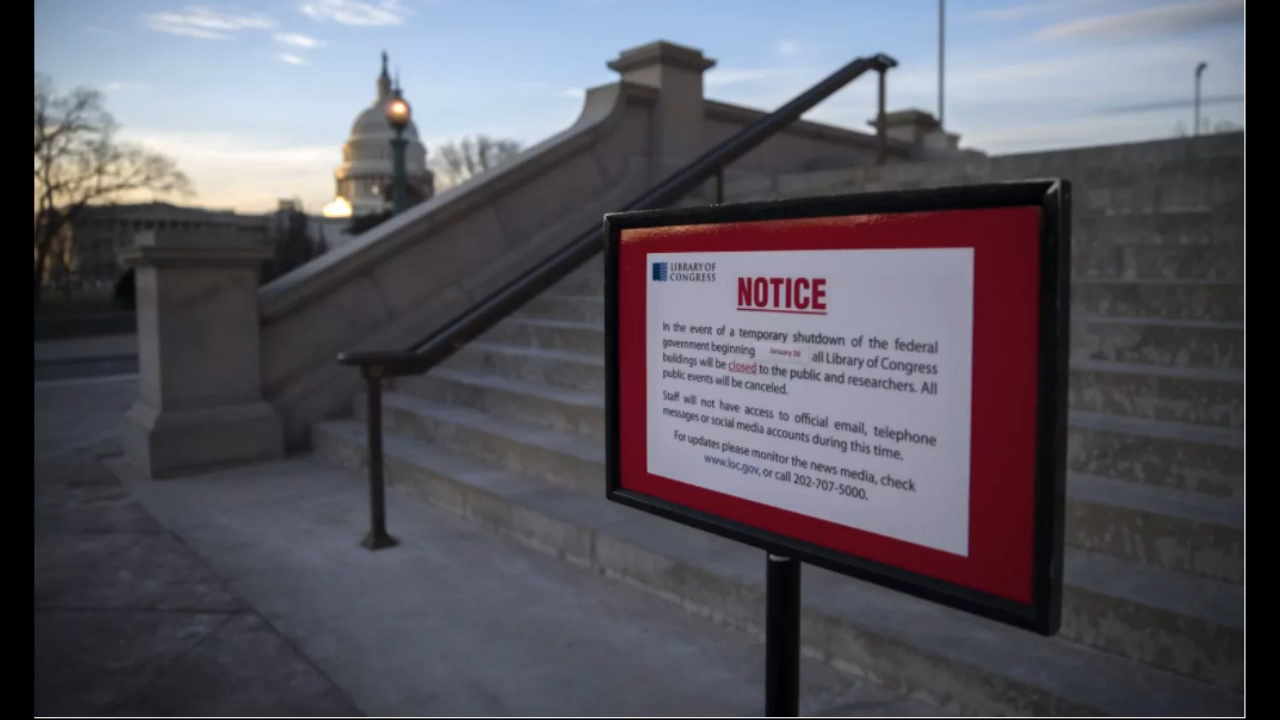 LIBRARY OF
CONGRESS
NOTICE
In the event of a temporary shutdown of the federal
government beginning January 20 all Library of Congress
buildings will be closed to the public and researchers. All
public events will be canceled.
Staff will not have access to official email, telephone
messages or social media accounts during this time.
For updates please monitor the news media, check
www.loc.gov, or call 202-707-5000.